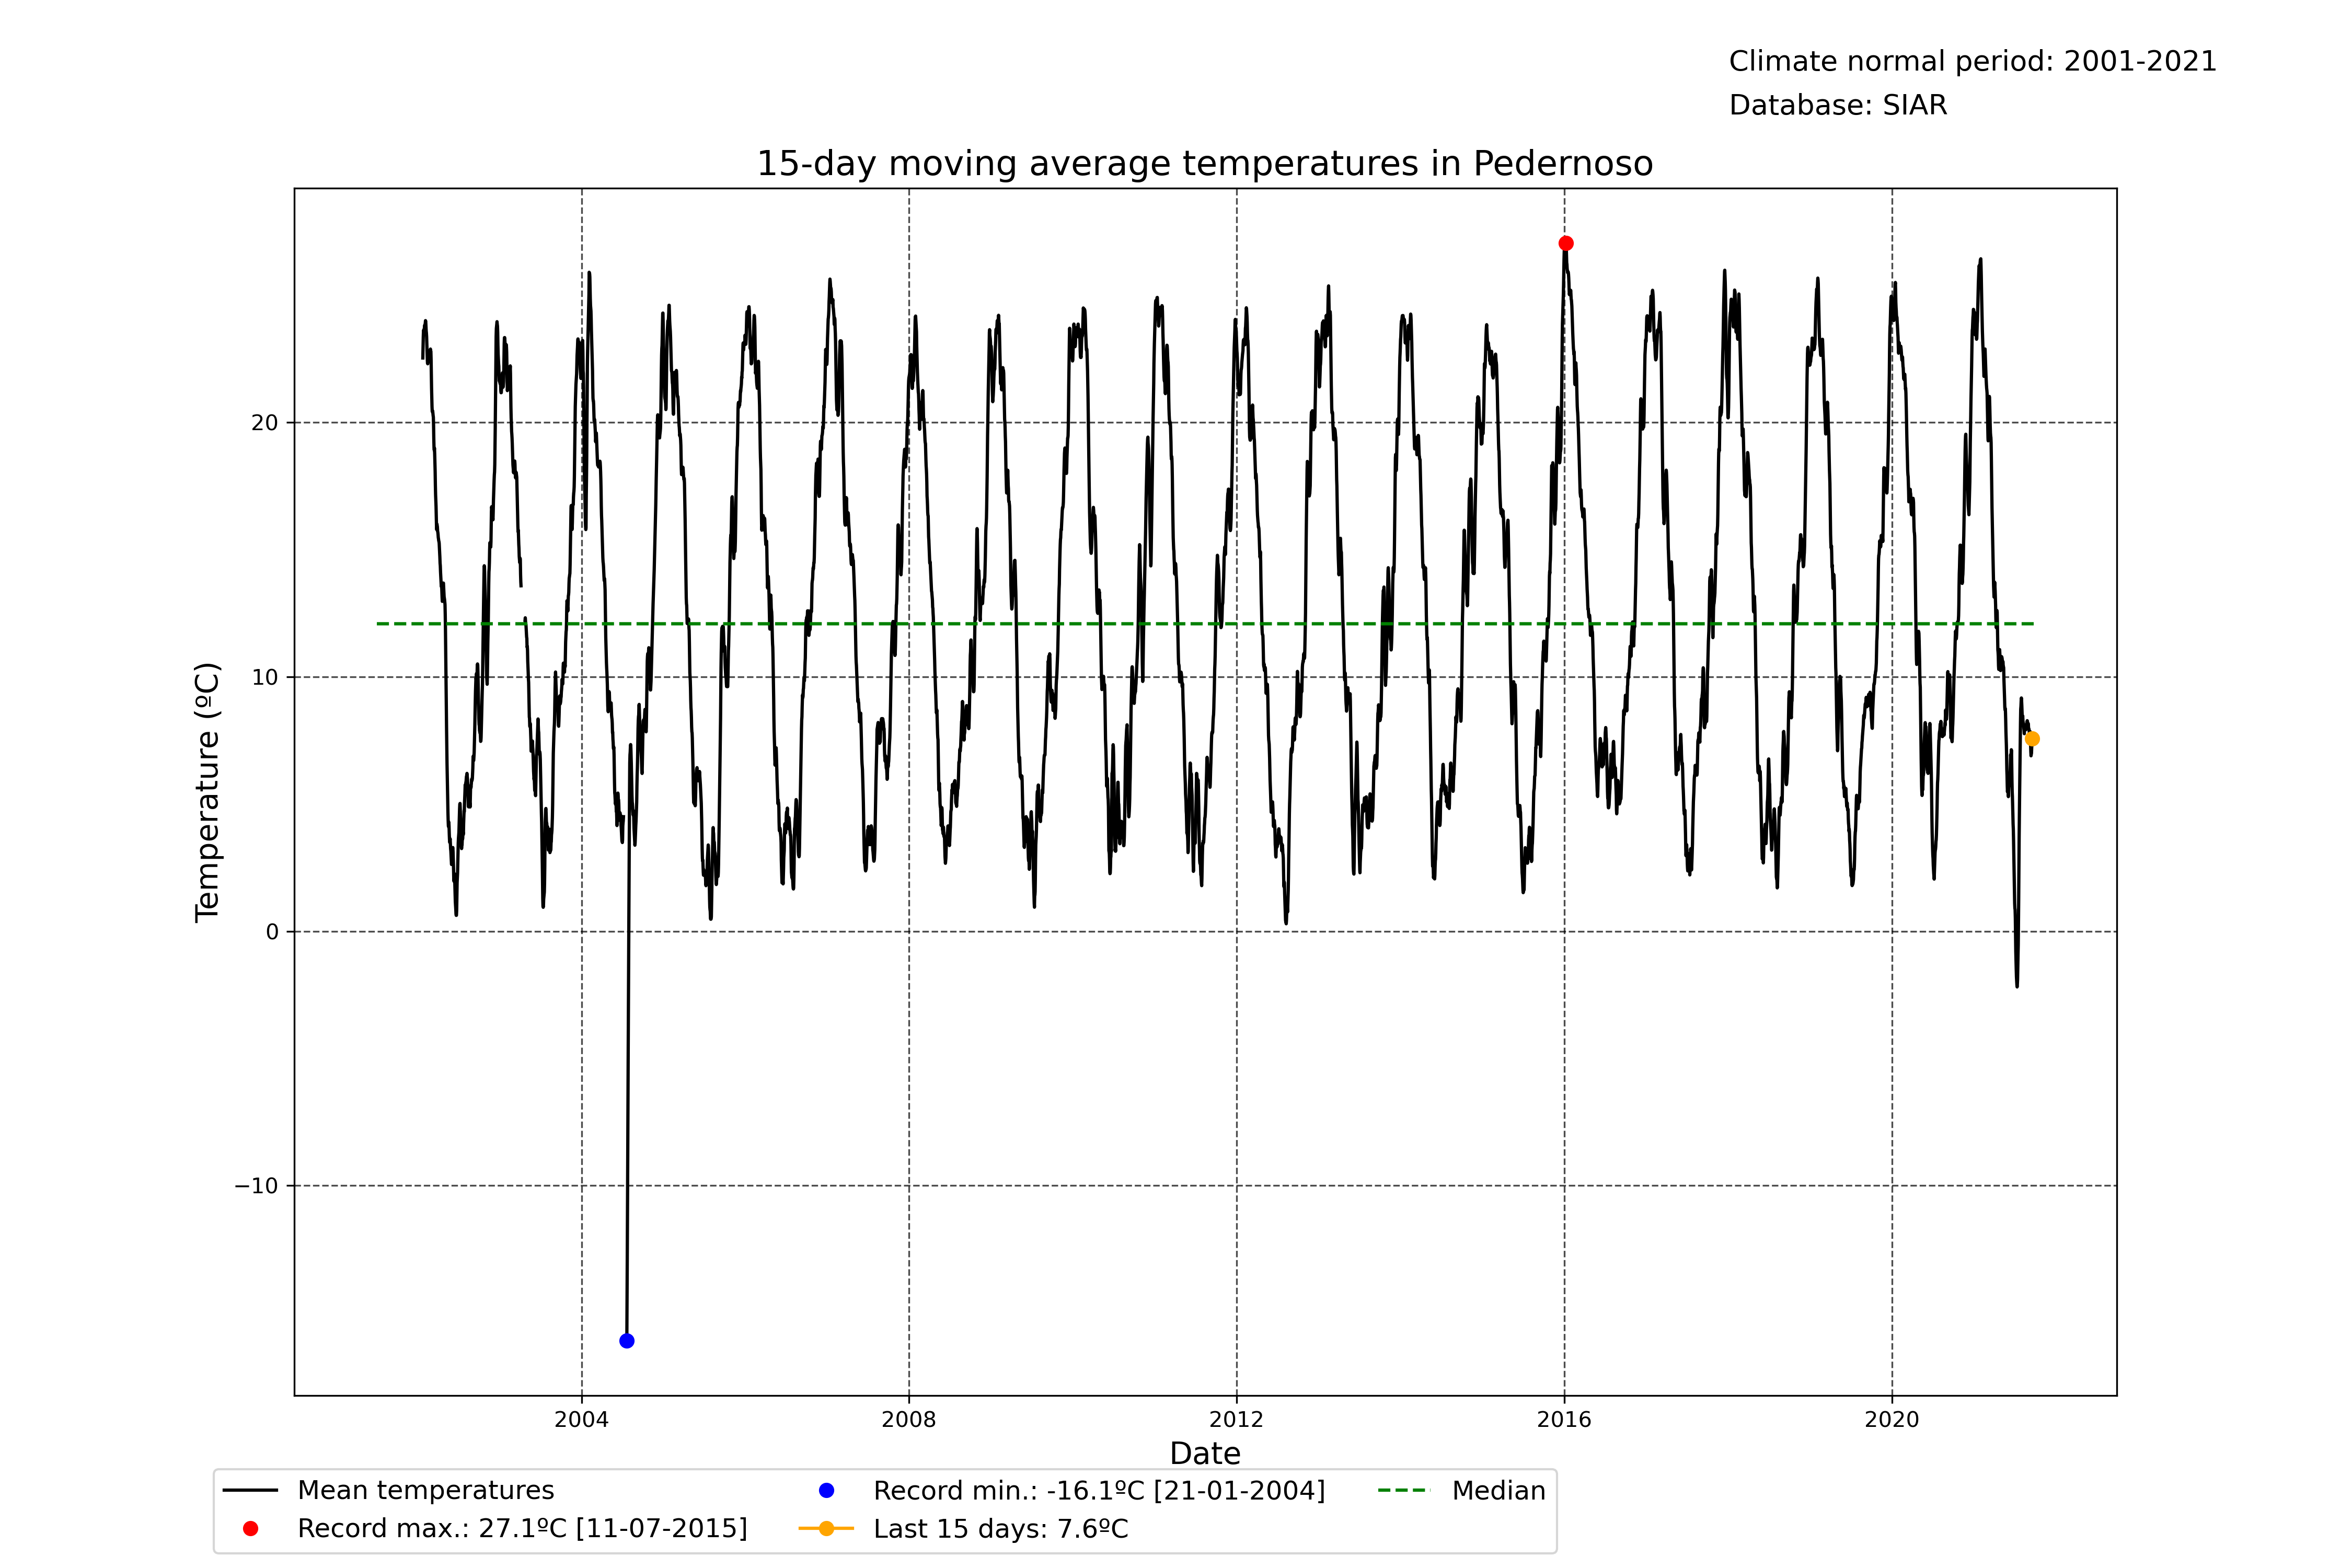 Climate normal period: 2001-2021
Database: SIAR
15-day moving average temperatures in Pedernoso
Temperature (ºC)
20
10
0
−10
2004 2008 2012 2016 2020
Date
Mean temperatures
Record max.: 27.1ºC [11-07-2015]
Record min.: -16.1ºC [21-01-2004]
Last 15 days: 7.6ºC
Median